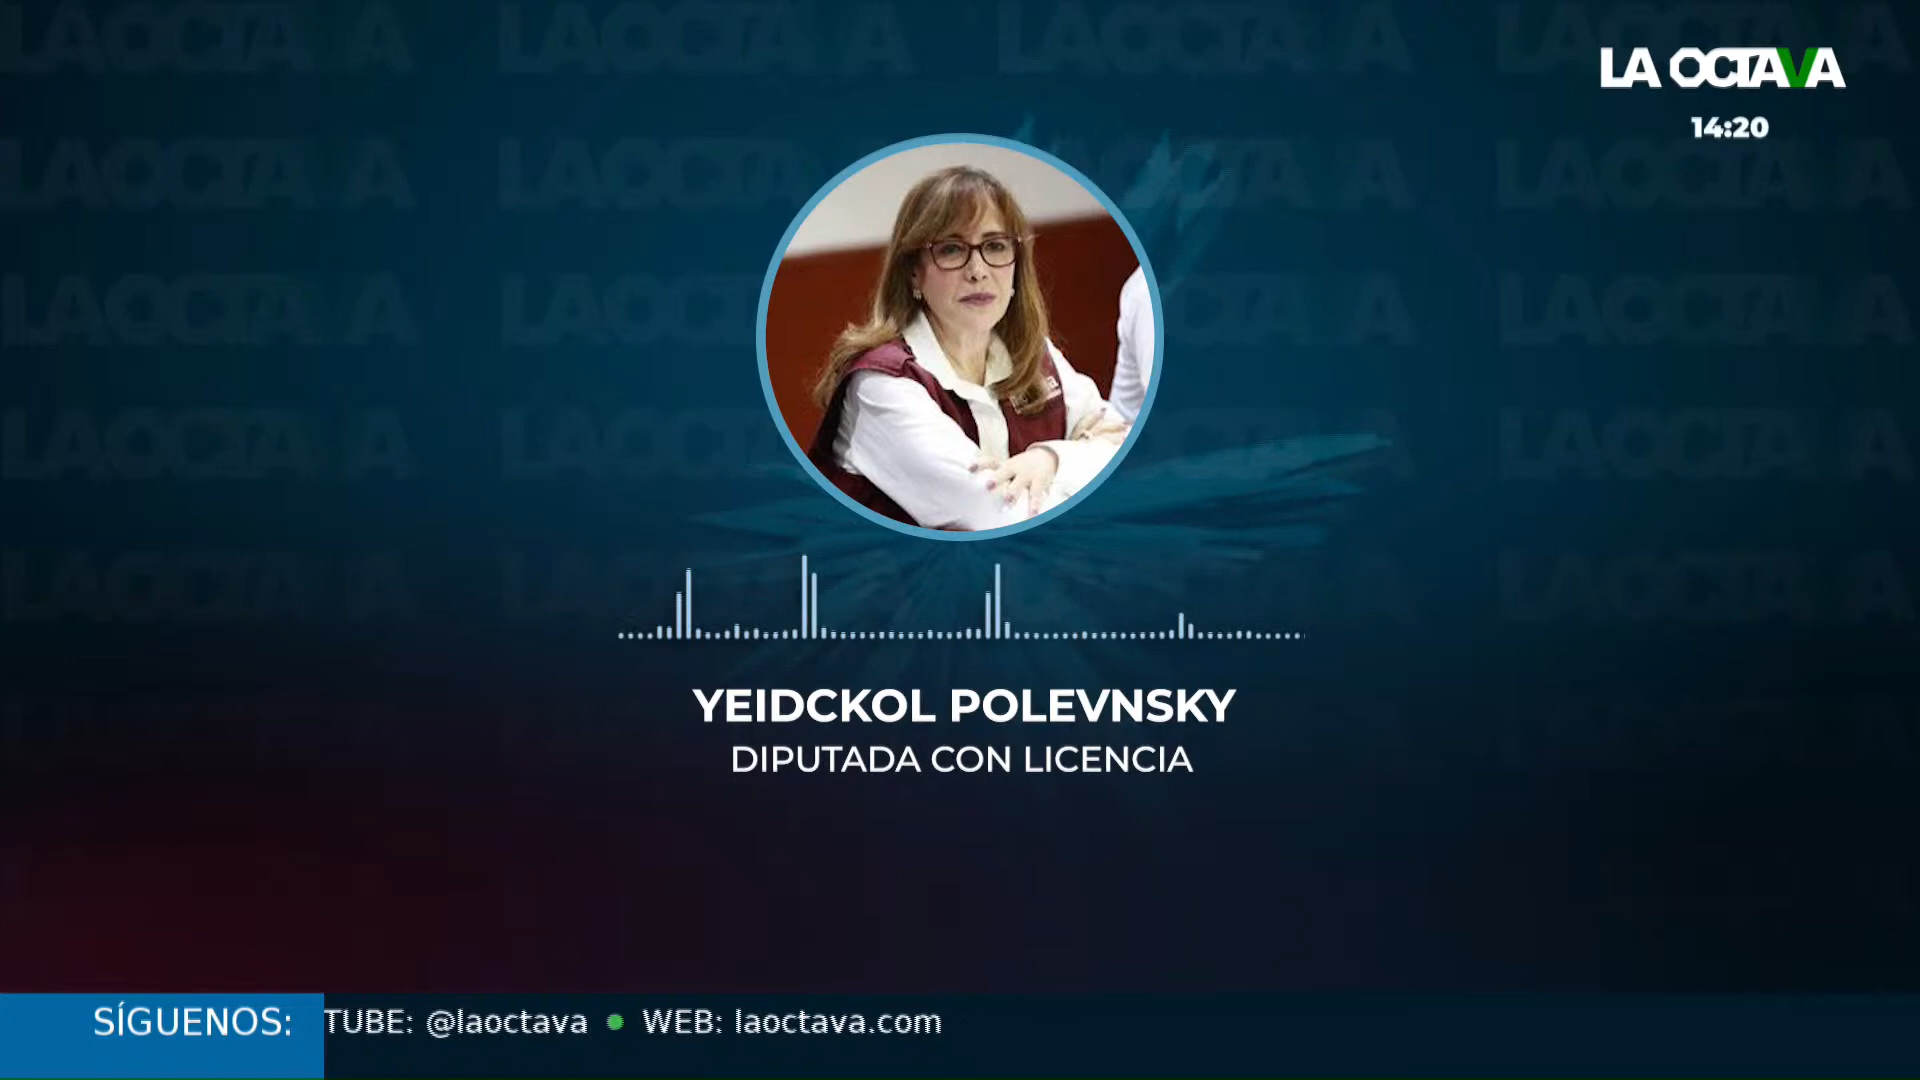 LA OCTAVA
14:20
YEIDCKOL POLEVNSKY
DIPUTADA CON LICENCIA
SÍGUENOS: TUBE: @laoctava • WEB: laoctava.com